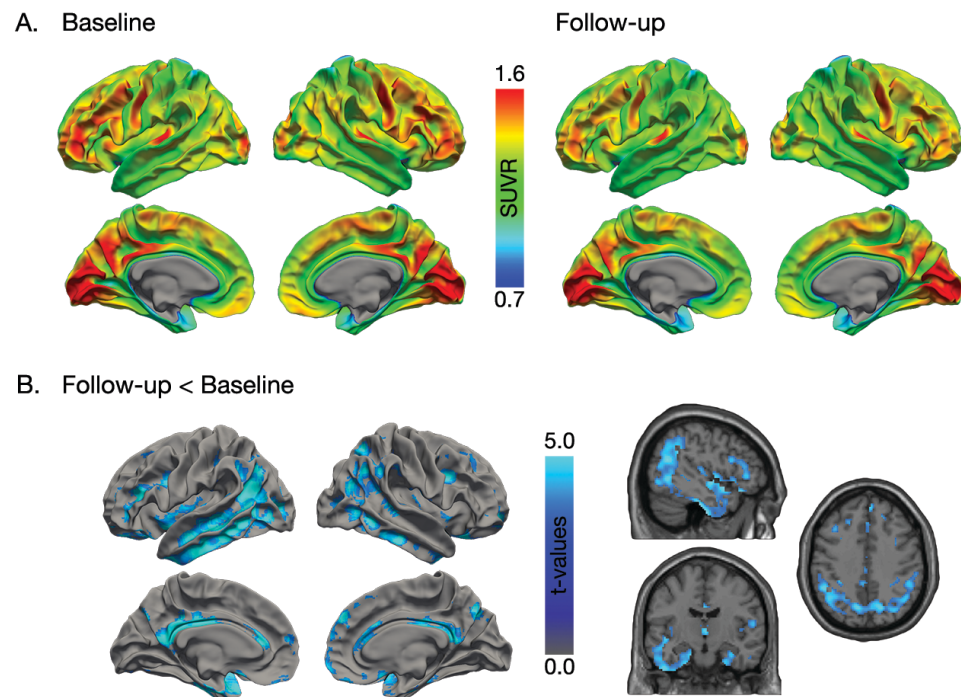 A. Baseline
Follow-up
1.6
SUVR
0.7
B. Follow-up < Baseline
5.0
t-values
0.0